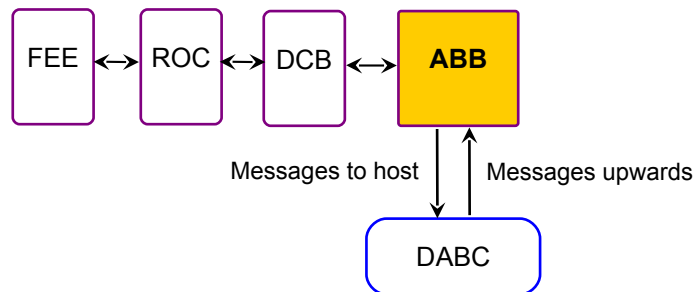 FEE
ROC
DCB
ABB
Messages to host
Messages upwards
DABC